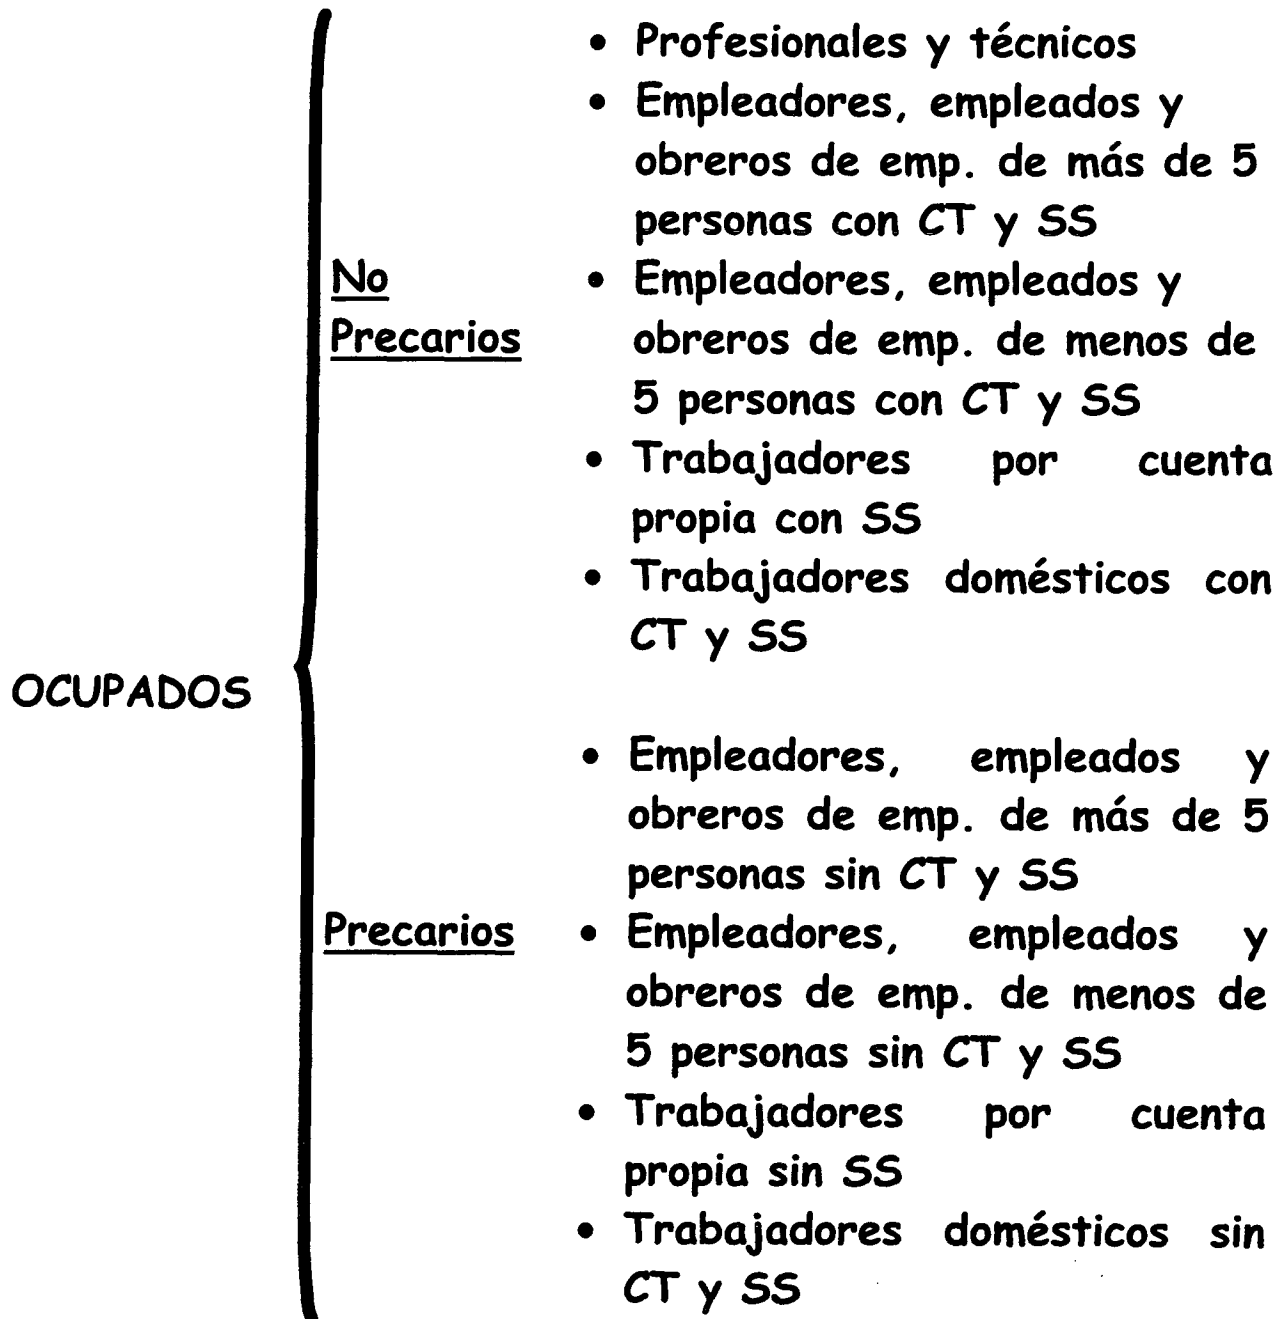 OCUPADOS
No
Precarios
• Profesionales y técnicos
• Empleadores, empleados y
obreros de emp. de más de 5
personas con CT y SS
• Empleadores, empleados y
obreros de emp. de menos de
5 personas con CT y SS
• Trabajadores por cuenta
propia con SS
• Trabajadores domésticos con
CT y SS
Precarios
• Empleadores, empleados y
obreros de emp. de más de 5
personas sin CT y SS
• Empleadores, empleados y
obreros de emp. de menos de
5 personas sin CT y SS
• Trabajadores por cuenta
propia sin SS
• Trabajadores domésticos sin
CT y SS